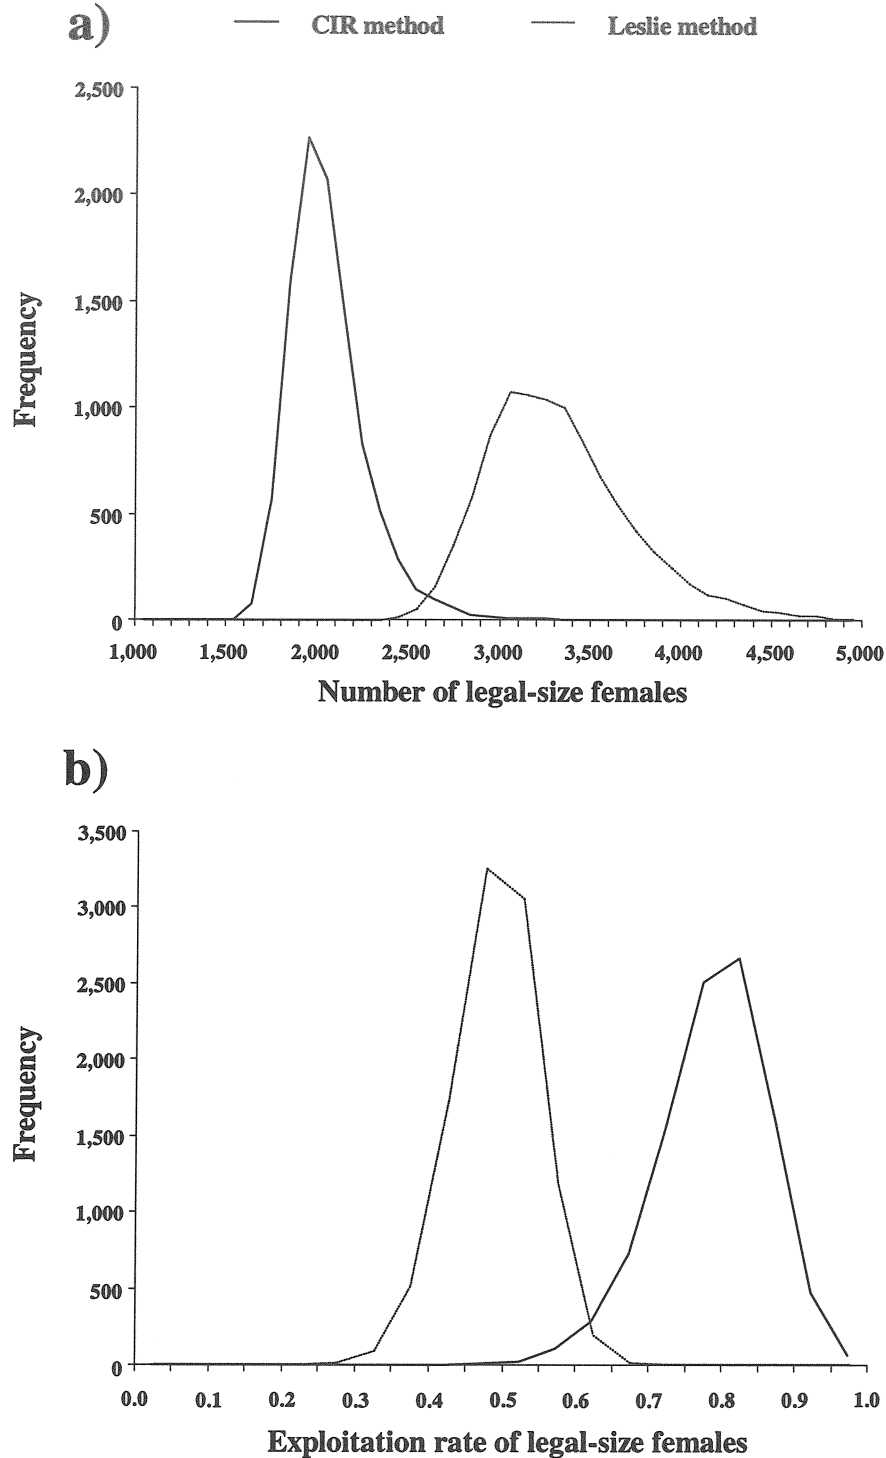 a) CIR method Leslie method
2,500
2,000
1,500
1,000
500
0
Frequency
1,000 1,500 2,000 2,500 3,000 3,500 4,000 4,500 5,000
Number of legal-size females
b)
3,500
3,000
2,500
2,000
1,500
1,000
500
0
Frequency
0.0 0.1 0.2 0.3 0.4 0.5 0.6 0.7 0.8 0.9 1.0
Exploitation rate of legal-size females